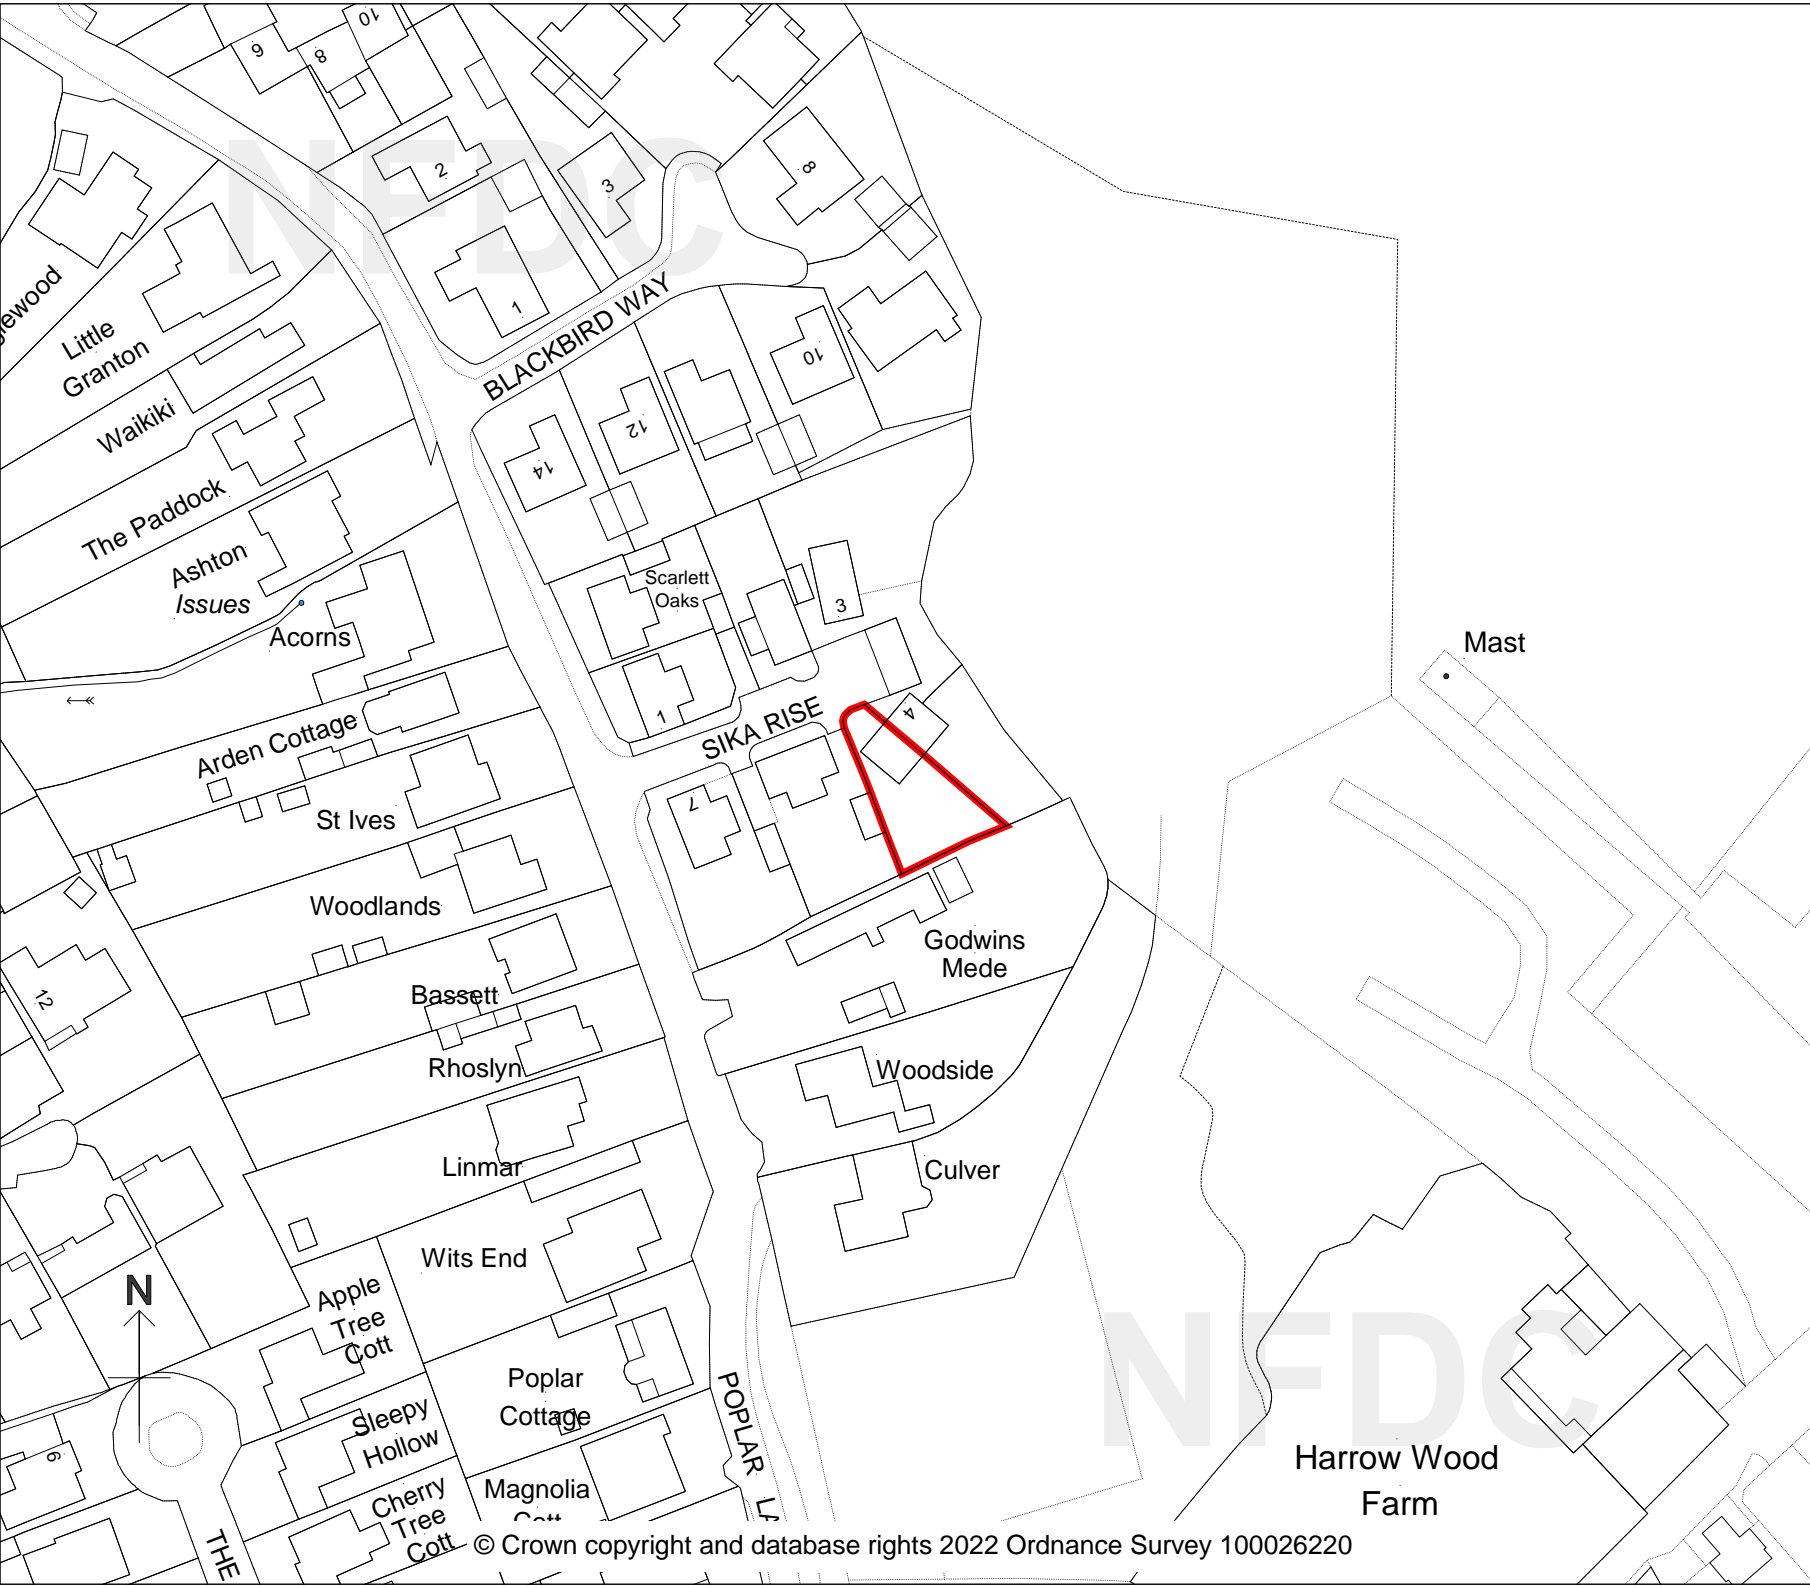 10
9
8
NFDC
2
3
8
1
glewood
BLACKBIRD WAY
Little
Granton
10
Waikiki
12
14
The Paddock
Ashton
Issues
Scarlett
Oaks
3
Acorns
Mast
1
SIKA RISE
4
Arden Cottage
7
St Ives
Woodlands
Godwins
Mede
12
Bassett
Rhoslyn
Woodside
Linmar
Culver
Wits End
N
Apple
Tree
Cott
NFDC
Poplar
Cottage
POPLAR LA
Sleepy
Hollow
6
Harrow Wood
Farm
Magnolia
Cott
Cherry
Tree
Cott
THE
© Crown copyright and database rights 2022 Ordnance Survey 100026220